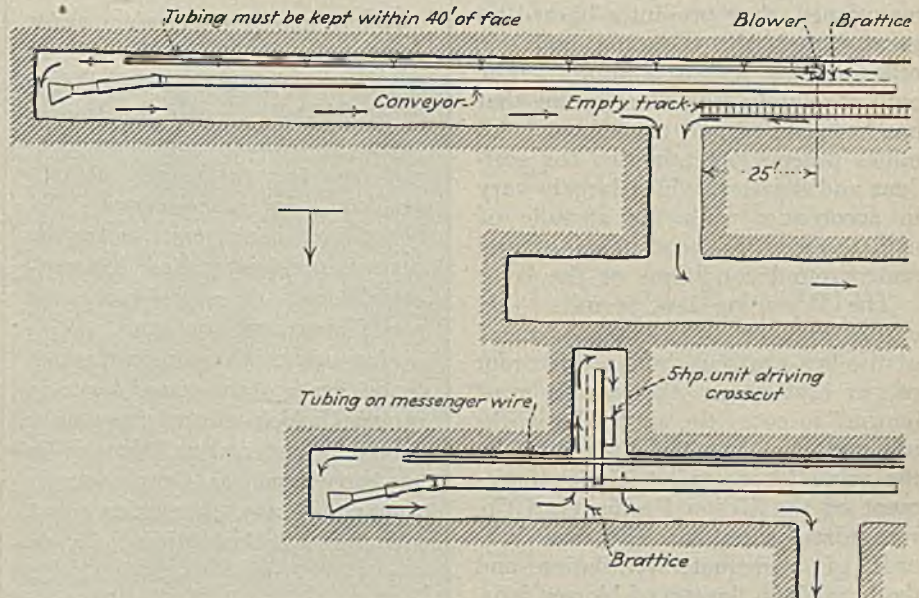 Tubing must be kept within 40' of face
Blower
Brattice
Conveyor
Empty track
25'
5hp. unit driving
crosscut
Tubing on messenger wire
Brattice